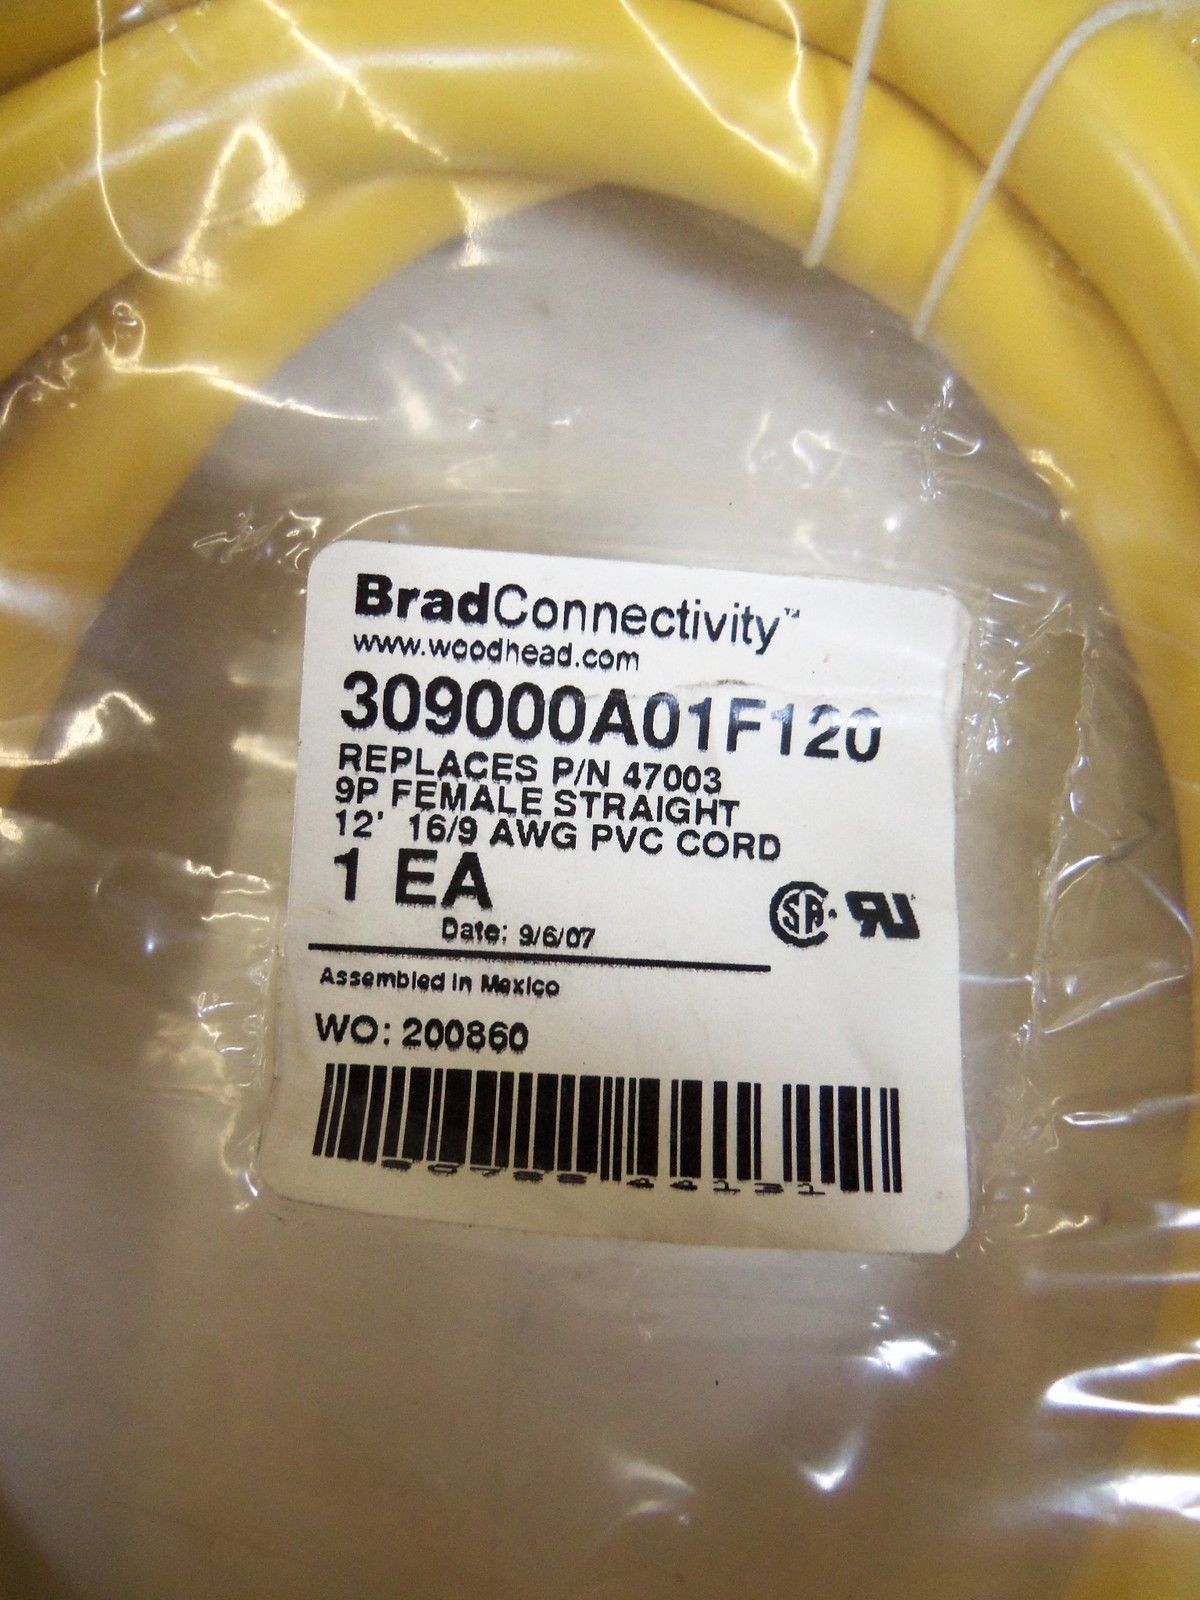 BradConnectivity™
www.woodhead.com
309000A01F120
REPLACES P/N 47003
9P FEMALE STRAIGHT
12' 16/9 AWG PVC CORD
1 EA
Date: 9/6/07
Assembled in Mexico
WO: 200860